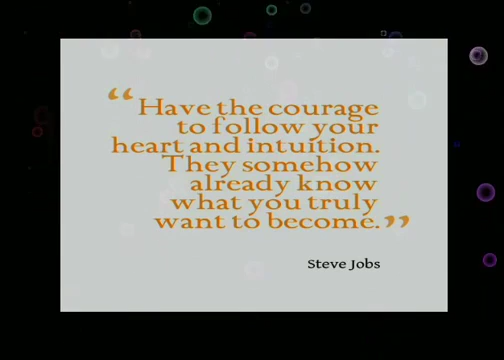 “Have the courage
to follow your
heart and intuition.
They somehow
already know
what you truly
want to become.”
Steve Jobs